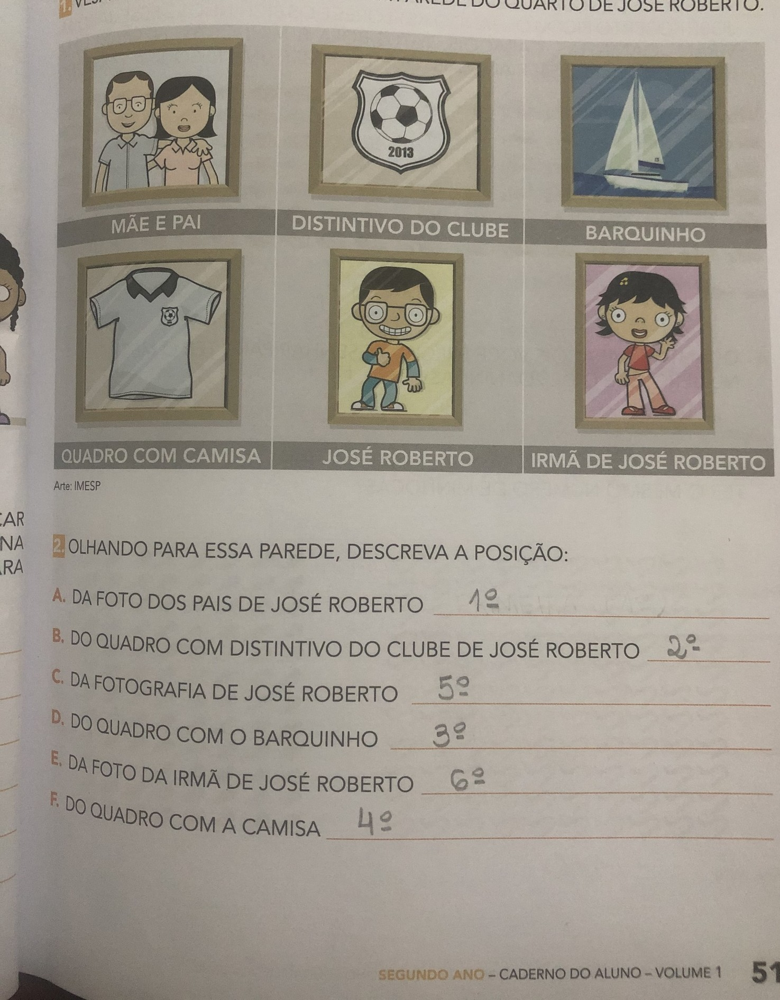 1. PAREDE DO QUARTO DE JOSÉ ROBERTO.
2013
MÃE E PAI
DISTINTIVO DO CLUBE
BARQUINHO
QUADRO COM CAMISA
JOSÉ ROBERTO
IRMÃ DE JOSÉ ROBERTO
Arte: IMESP
NA
2. OLHANDO PARA ESSA PAREDE, DESCREVA A POSIÇÃO:
A. DA FOTO DOS PAIS DE JOSÉ ROBERTO 1º
B. DO QUADRO COM DISTINTIVO DO CLUBE DE JOSÉ ROBERTO 2º
C. DA FOTOGRAFIA DE JOSÉ ROBERTO 5º
D. DO QUADRO COM O BARQUINHO 3º
E. DA FOTO DA IRMÃ DE JOSÉ ROBERTO 6º
F. DO QUADRO COM A CAMISA 4º
SEGUNDO ANO – CADERNO DO ALUNO – VOLUME 1 51